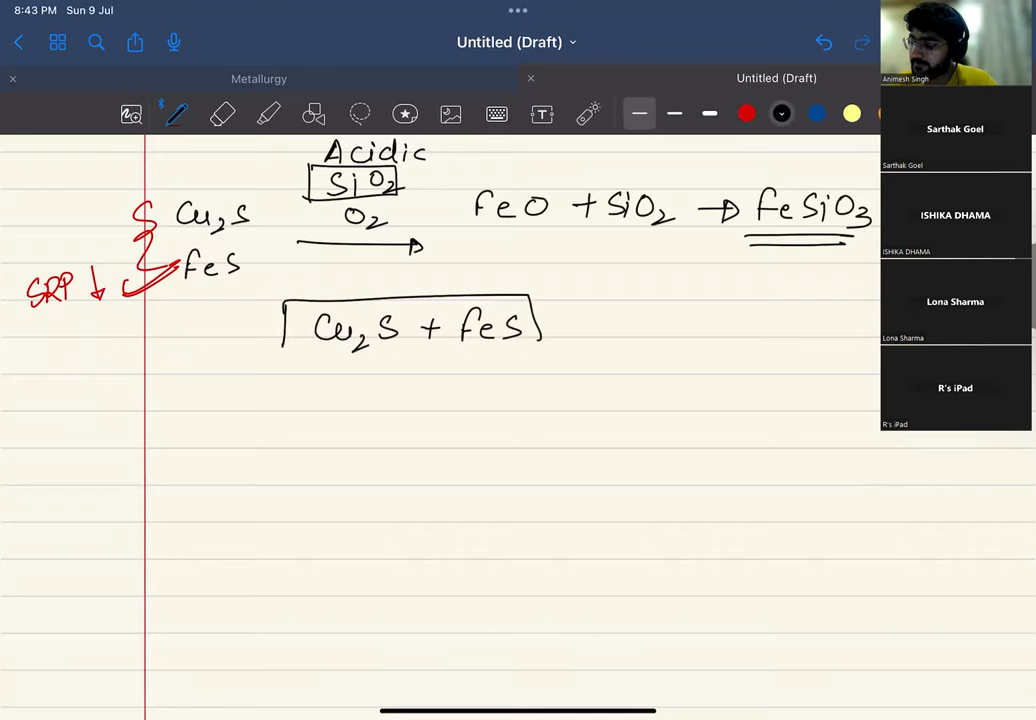 8:43 PM Sun 9 Jul
Untitled (Draft)
Metallurgy
Untitled (Draft)
Animesh Singh
Sarthak Goel
Sarthak Goel
ISHIKA DHAMA
ISHIKA DHAMA
Lona Sharma
Lona Sharma
R's iPad
R's iPad
Acidic
SiO₂
Cu₂S O₂ FeO + SiO₂ → FeSiO₃
FeS
SRP ↓
Cu₂S + FeS